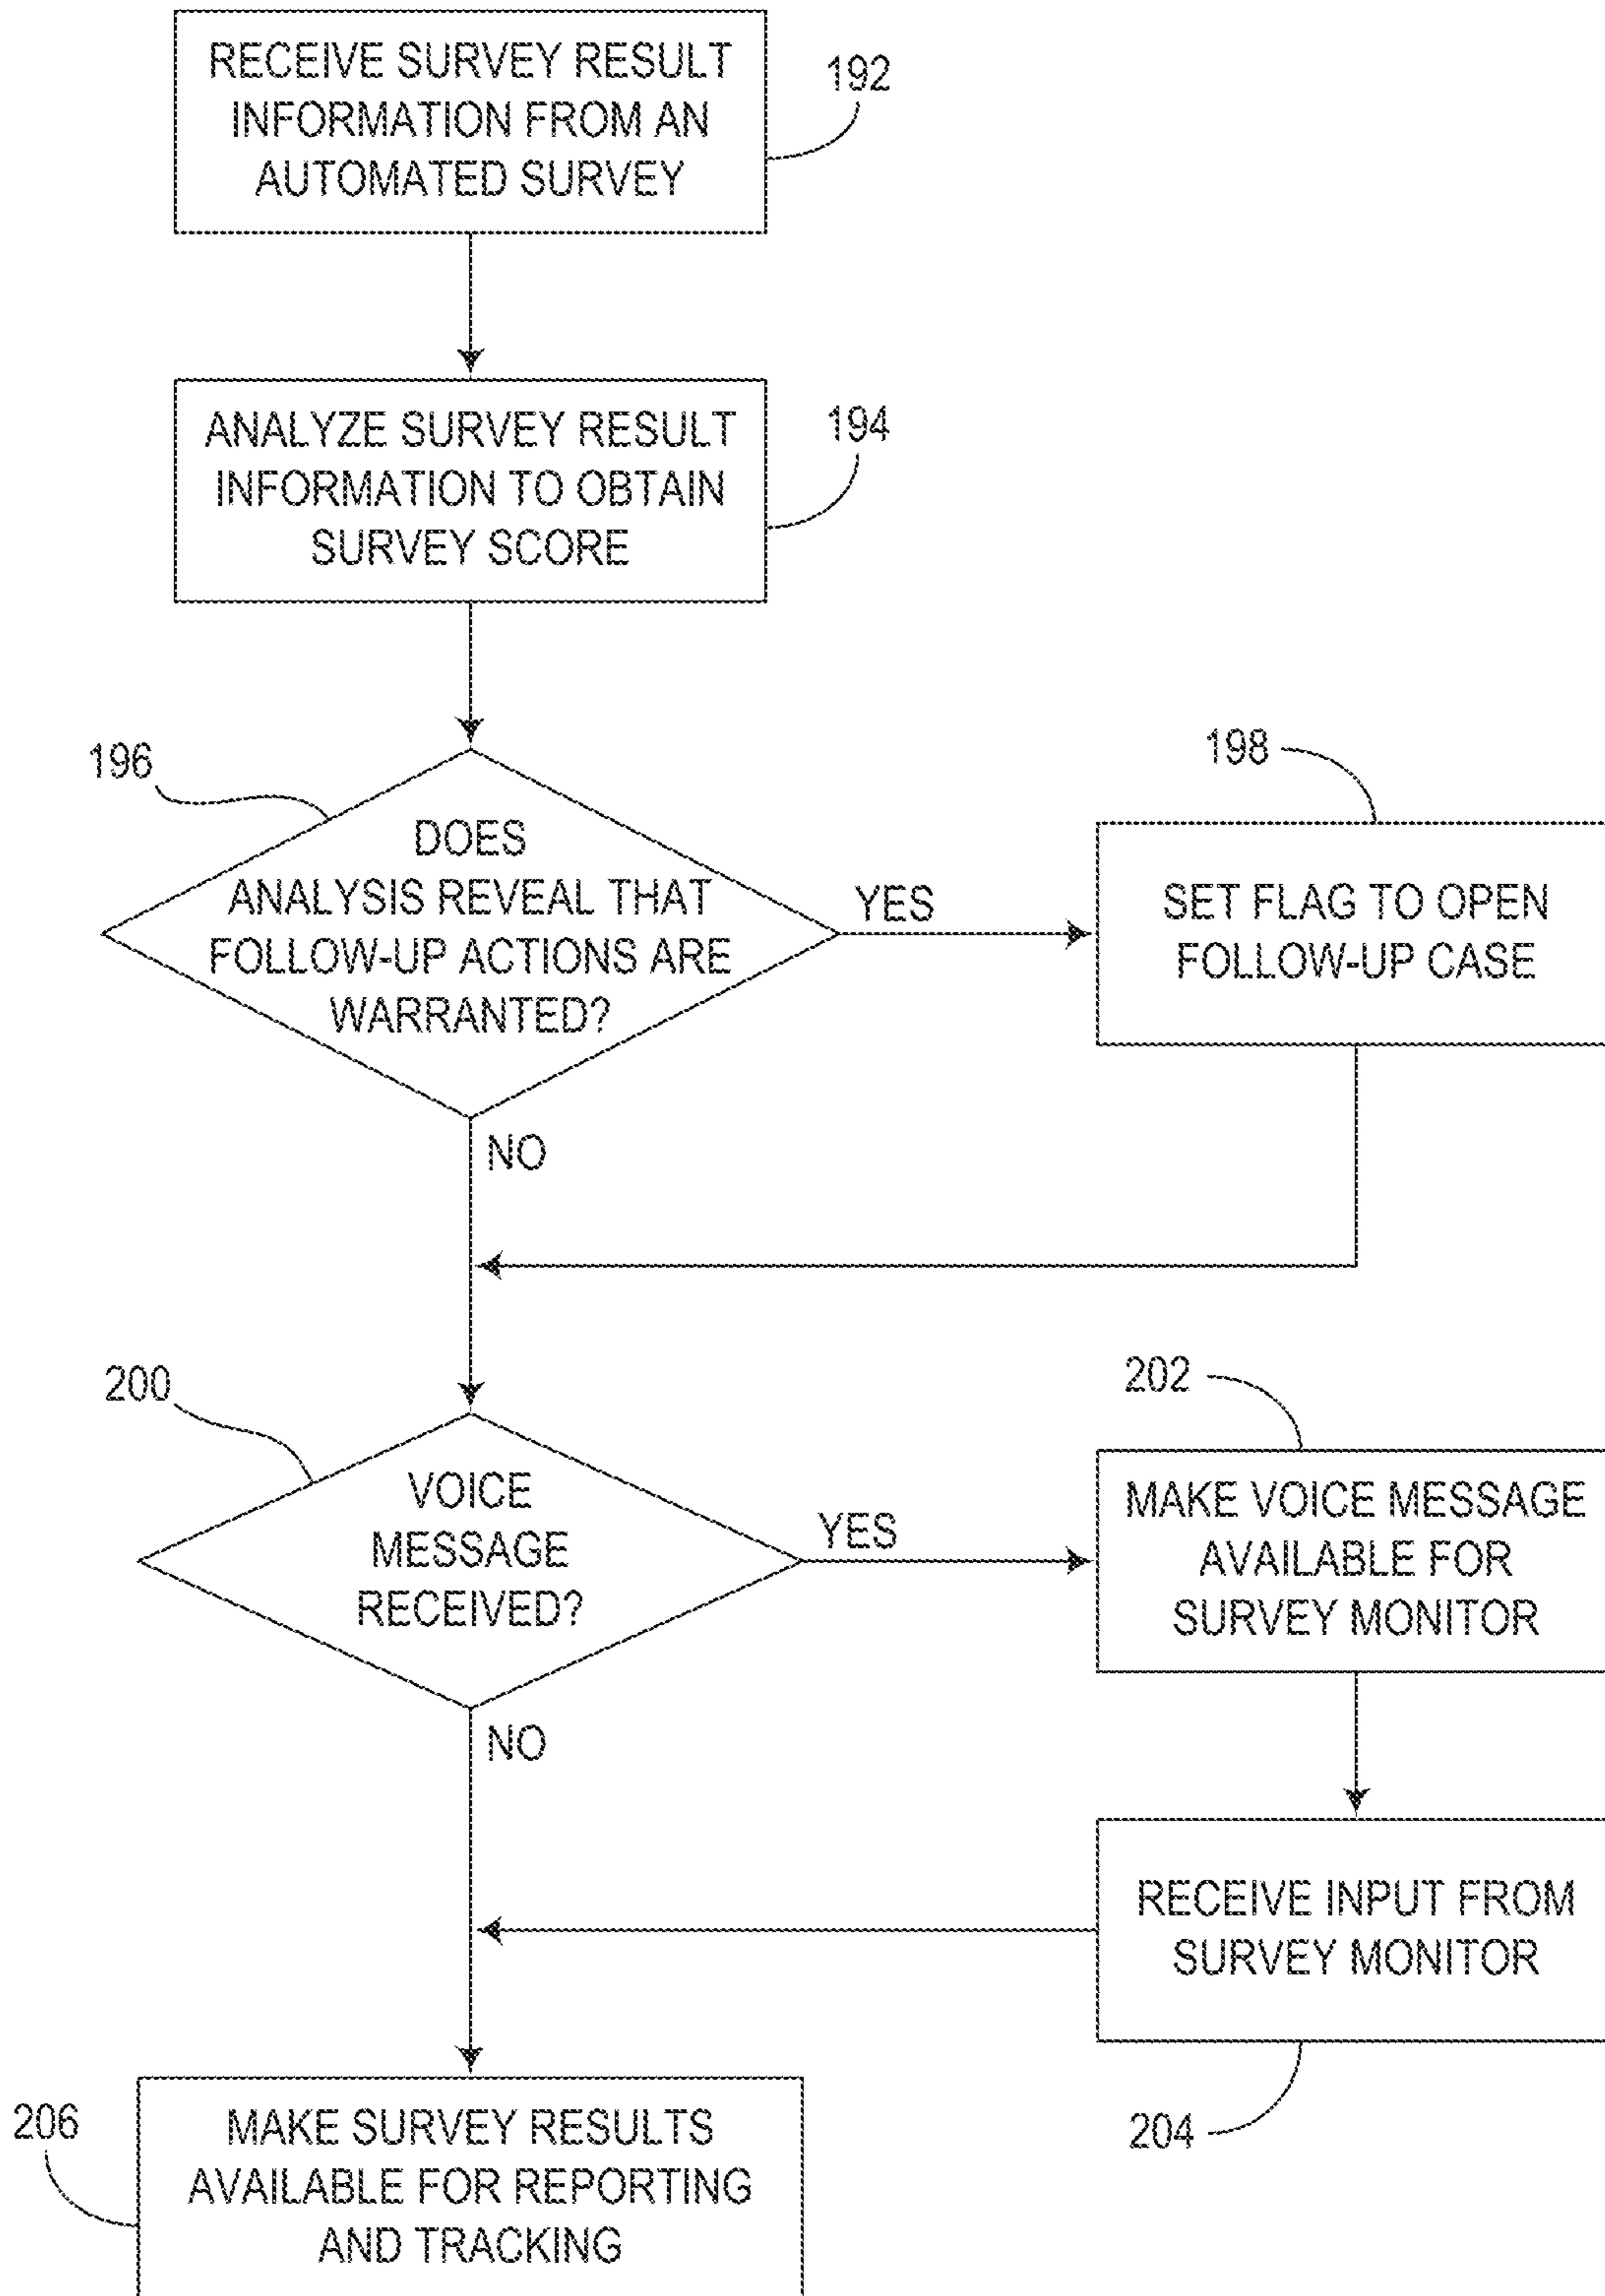 RECEIVE SURVEY RESULT
INFORMATION FROM AN
AUTOMATED SURVEY
192
ANALYZE SURVEY RESULT
INFORMATION TO OBTAIN
SURVEY SCORE
194
196
DOES
ANALYSIS REVEAL THAT
FOLLOW-UP ACTIONS ARE
WARRANTED?
YES
198
SET FLAG TO OPEN
FOLLOW-UP CASE
NO
200
VOICE
MESSAGE
RECEIVED?
YES
202
MAKE VOICE MESSAGE
AVAILABLE FOR
SURVEY MONITOR
NO
RECEIVE INPUT FROM
SURVEY MONITOR
204
206
MAKE SURVEY RESULTS
AVAILABLE FOR REPORTING
AND TRACKING